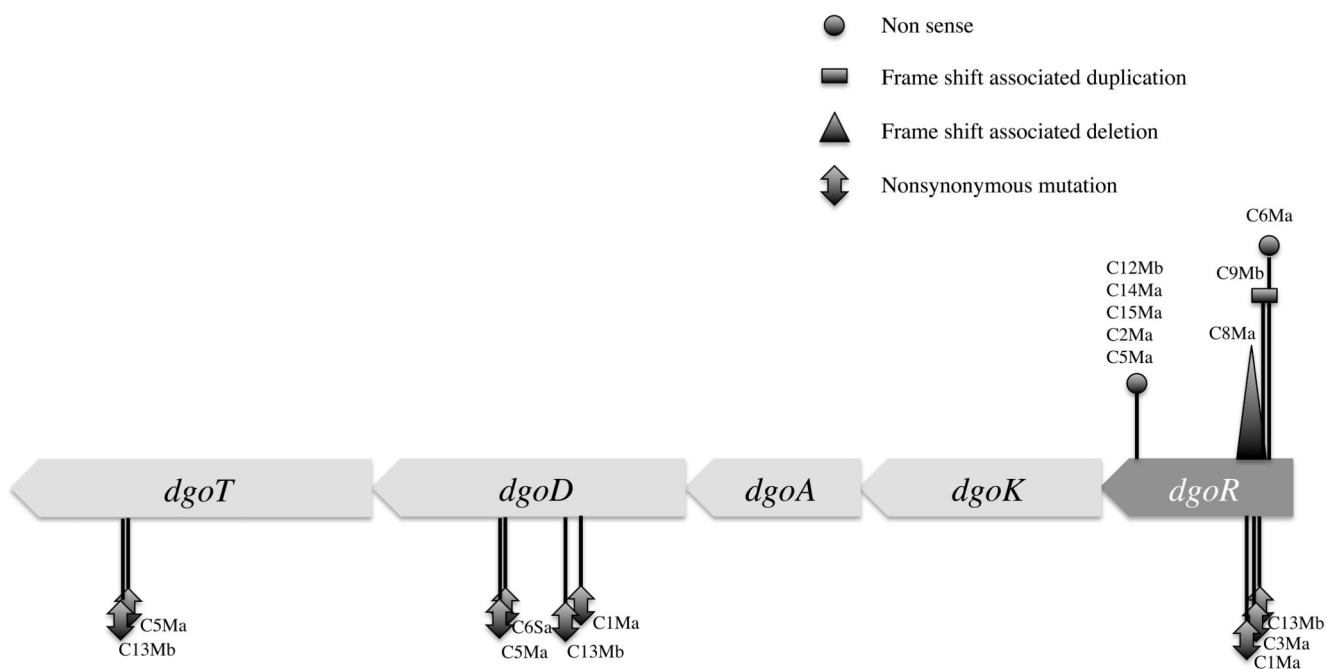 Non sense
Frame shift associated duplication
Frame shift associated deletion
Nonsynonymous mutation
C6Ma
C12Mb
C14Ma
C15Ma
C2Ma
C5Ma
C9Mb
C8Ma
dgoT
dgoD
dgoA
dgoK
dgoR
C5Ma
C13Mb
C6Sa
C5Ma
C1Ma
C13Mb
C13Mb
C3Ma
C1Ma